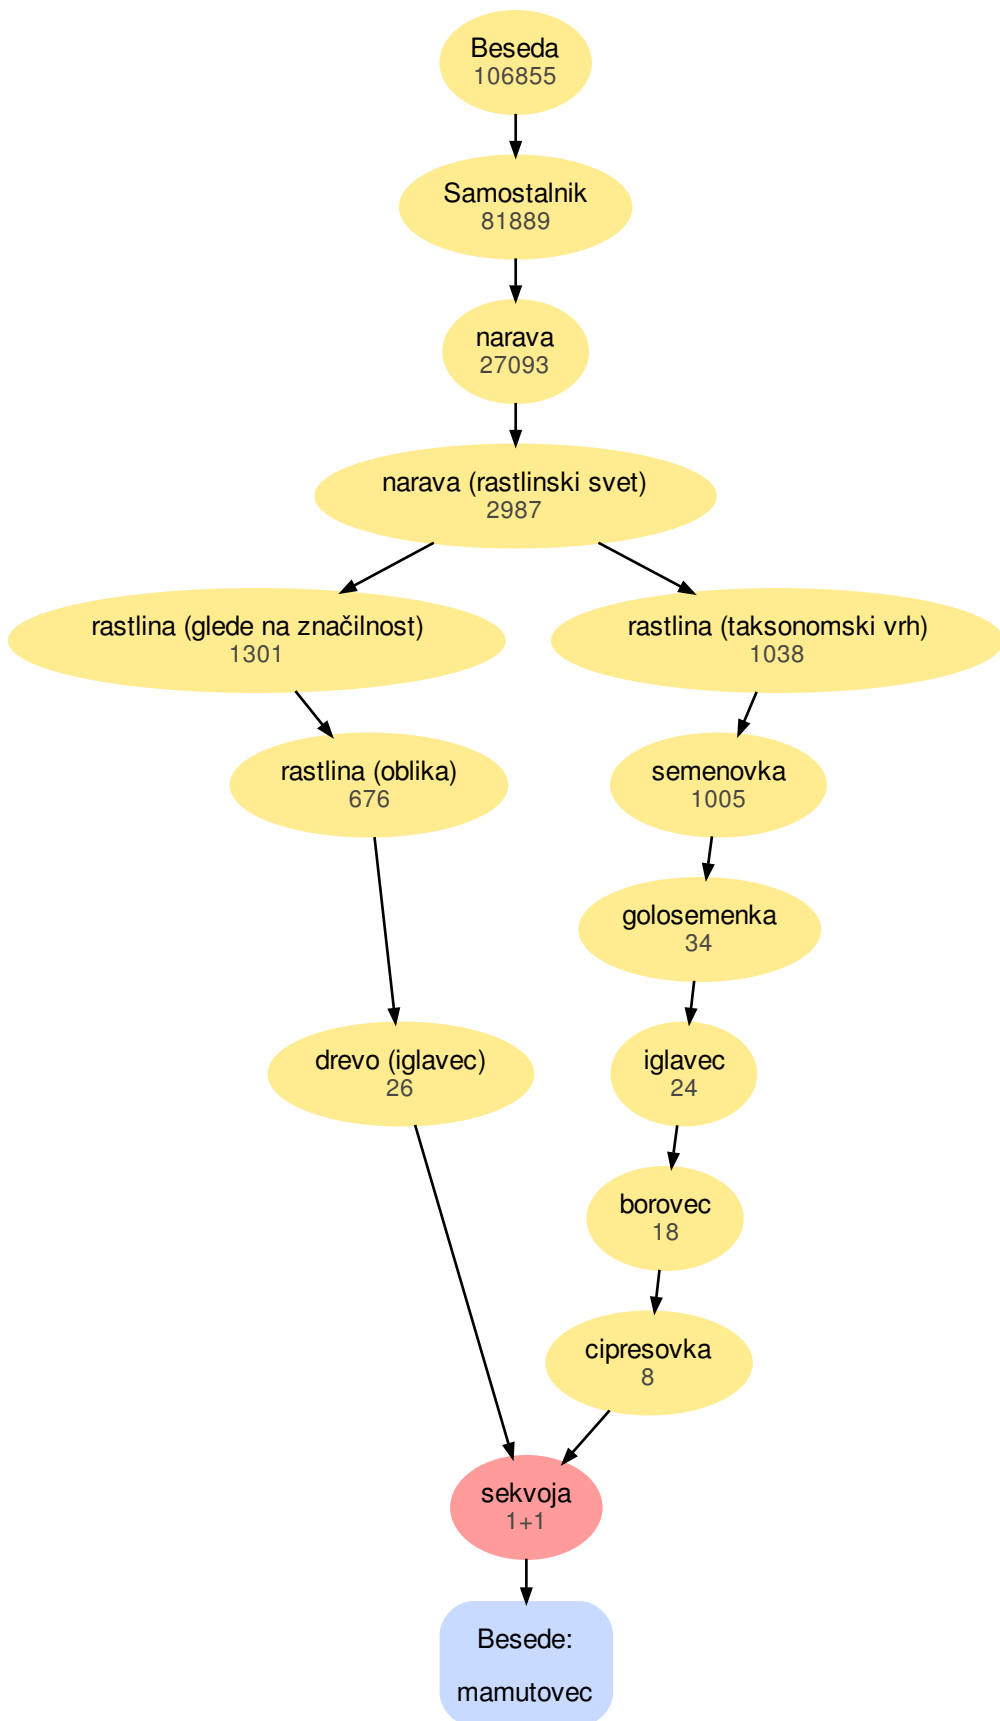 Beseda
106855
Samostalnik
81889
narava
27093
narava (rastlinski svet)
2987
rastlina (glede na značilnost)
1301
rastlina (taksonomski vrh)
1038
rastlina (oblika)
676
semenovka
1005
golosemenka
34
drevo (iglavec)
26
iglavec
24
borovec
18
cipresovka
8
sekvoja
1+1
Besede:
mamutovec